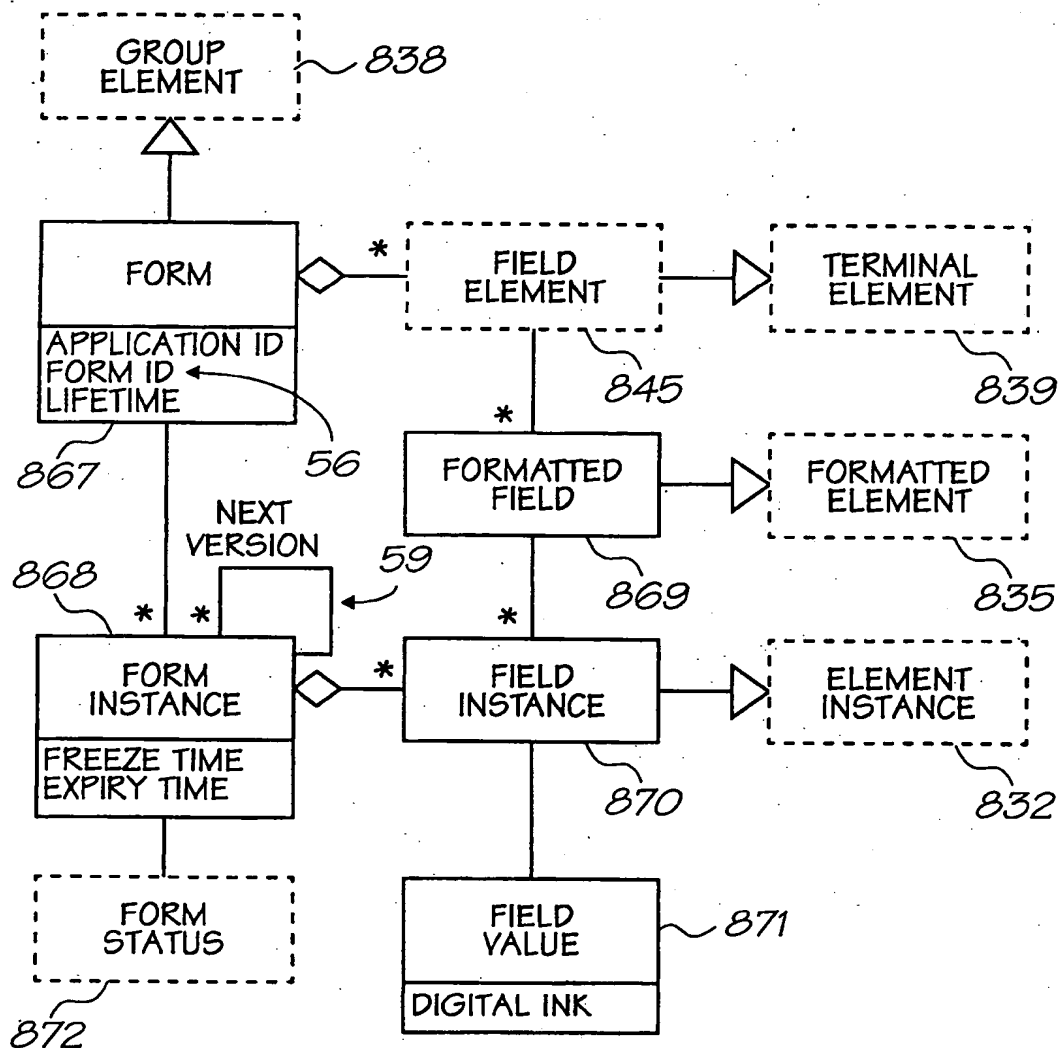 GROUP
ELEMENT
838
FORM
APPLICATION ID
FORM ID
LIFETIME
867
56
*
FIELD
ELEMENT
845
TERMINAL
ELEMENT
839
*
FORMATTED
FIELD
869
FORMATTED
ELEMENT
835
NEXT
VERSION
59
868
*
*
FORM
INSTANCE
FREEZE TIME
EXPIRY TIME
*
*
FIELD
INSTANCE
870
ELEMENT
INSTANCE
832
FORM
STATUS
872
FIELD
VALUE
DIGITAL INK
871